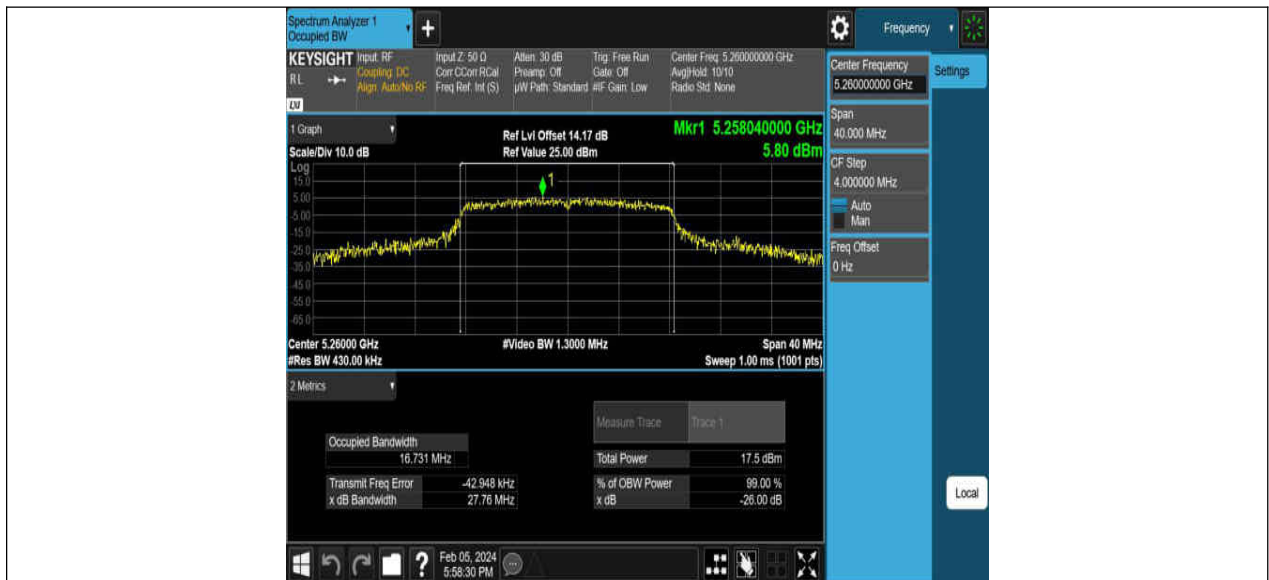 Spectrum Analyzer 1
Occupied BW
+
Frequency
KEYSIGHT
RL
LXI
Input: RF
Coupling: DC
Align: Auto/No RF
Input Z: 50 Ω
Corr CCorr RCal
Freq Ref: Int (S)
Atten: 30 dB
Preamp: Off
µW Path: Standard
Trig: Free Run
Gate: Off
#IF Gain: Low
Center Freq: 5.260000000 GHz
Avg|Hold: 10/10
Radio Std: None
Center Frequency
5.260000000 GHz
Settings
Span
40.000 MHz
CF Step
4.000000 MHz
Auto
Man
Freq Offset
0 Hz
1 Graph
Scale/Div 10.0 dB
Ref Lvl Offset 14.17 dB
Ref Value 25.00 dBm
Mkr1 5.258040000 GHz
5.80 dBm
Log
15.0
5.00
-5.00
-15.0
-25.0
-35.0
-45.0
-55.0
-65.0
1
Center 5.26000 GHz
#Res BW 430.00 kHz
#Video BW 1.3000 MHz
Span 40 MHz
Sweep 1.00 ms (1001 pts)
2 Metrics
Measure Trace
Trace 1
Occupied Bandwidth
16.731 MHz
Total Power
17.5 dBm
Transmit Freq Error
-42.948 kHz
% of OBW Power
99.00 %
x dB Bandwidth
27.76 MHz
x dB
-26.00 dB
Local
?
Feb 05, 2024
5:58:30 PM